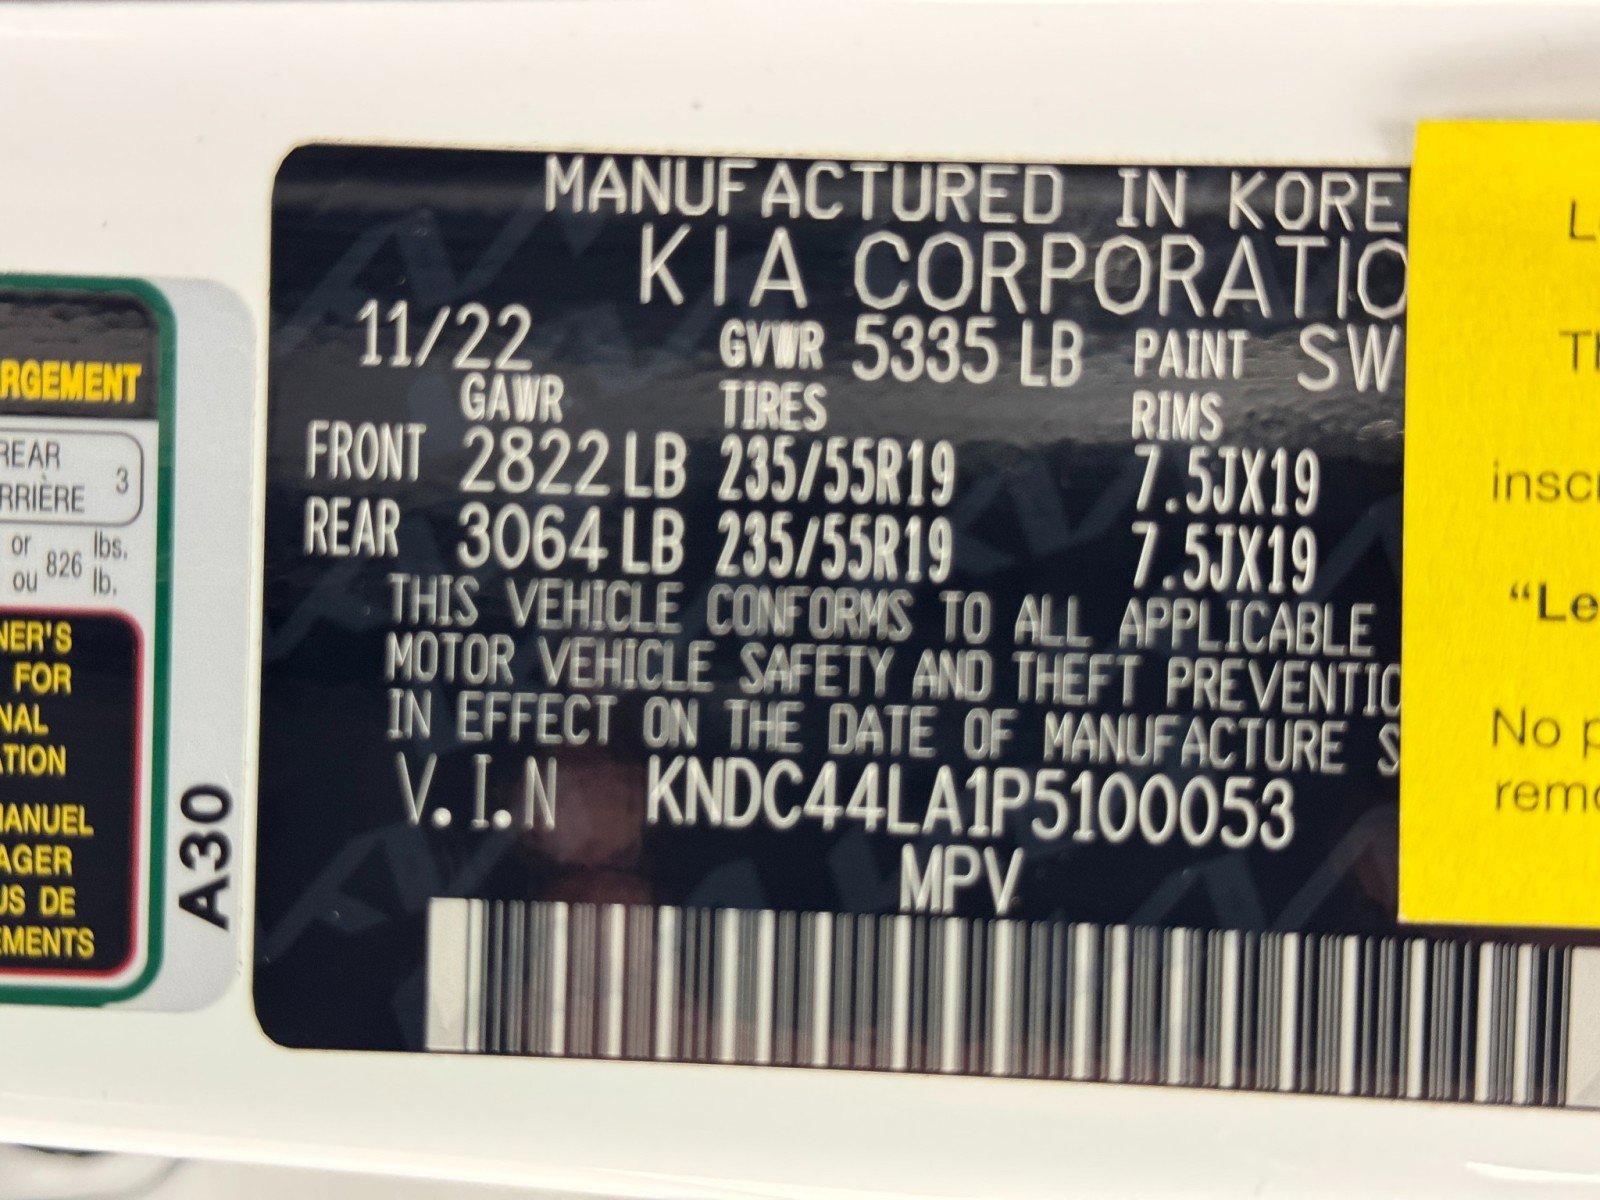 MANUFACTURED IN KORE
KIA CORPORATIO
11/22 GVWR 5335 LB PAINT SW
GAWR TIRES RIMS
FRONT 2822 LB 235/55R19 7.5JX19
REAR 3064 LB 235/55R19 7.5JX19
THIS VEHICLE CONFORMS TO ALL APPLICABLE
MOTOR VEHICLE SAFETY AND THEFT PREVENTIO
IN EFFECT ON THE DATE OF MANUFACTURE S
V.I.N KNDC44LA1P5100053
MPV
RGEMENT
REAR
RRIÈRE 3
or 826 lbs.
ou lb.
NER'S
FOR
NAL
ATION
MANUEL
AGER
US DE
EMENTS
A30
L
TH
insc
"Le
No p
remo